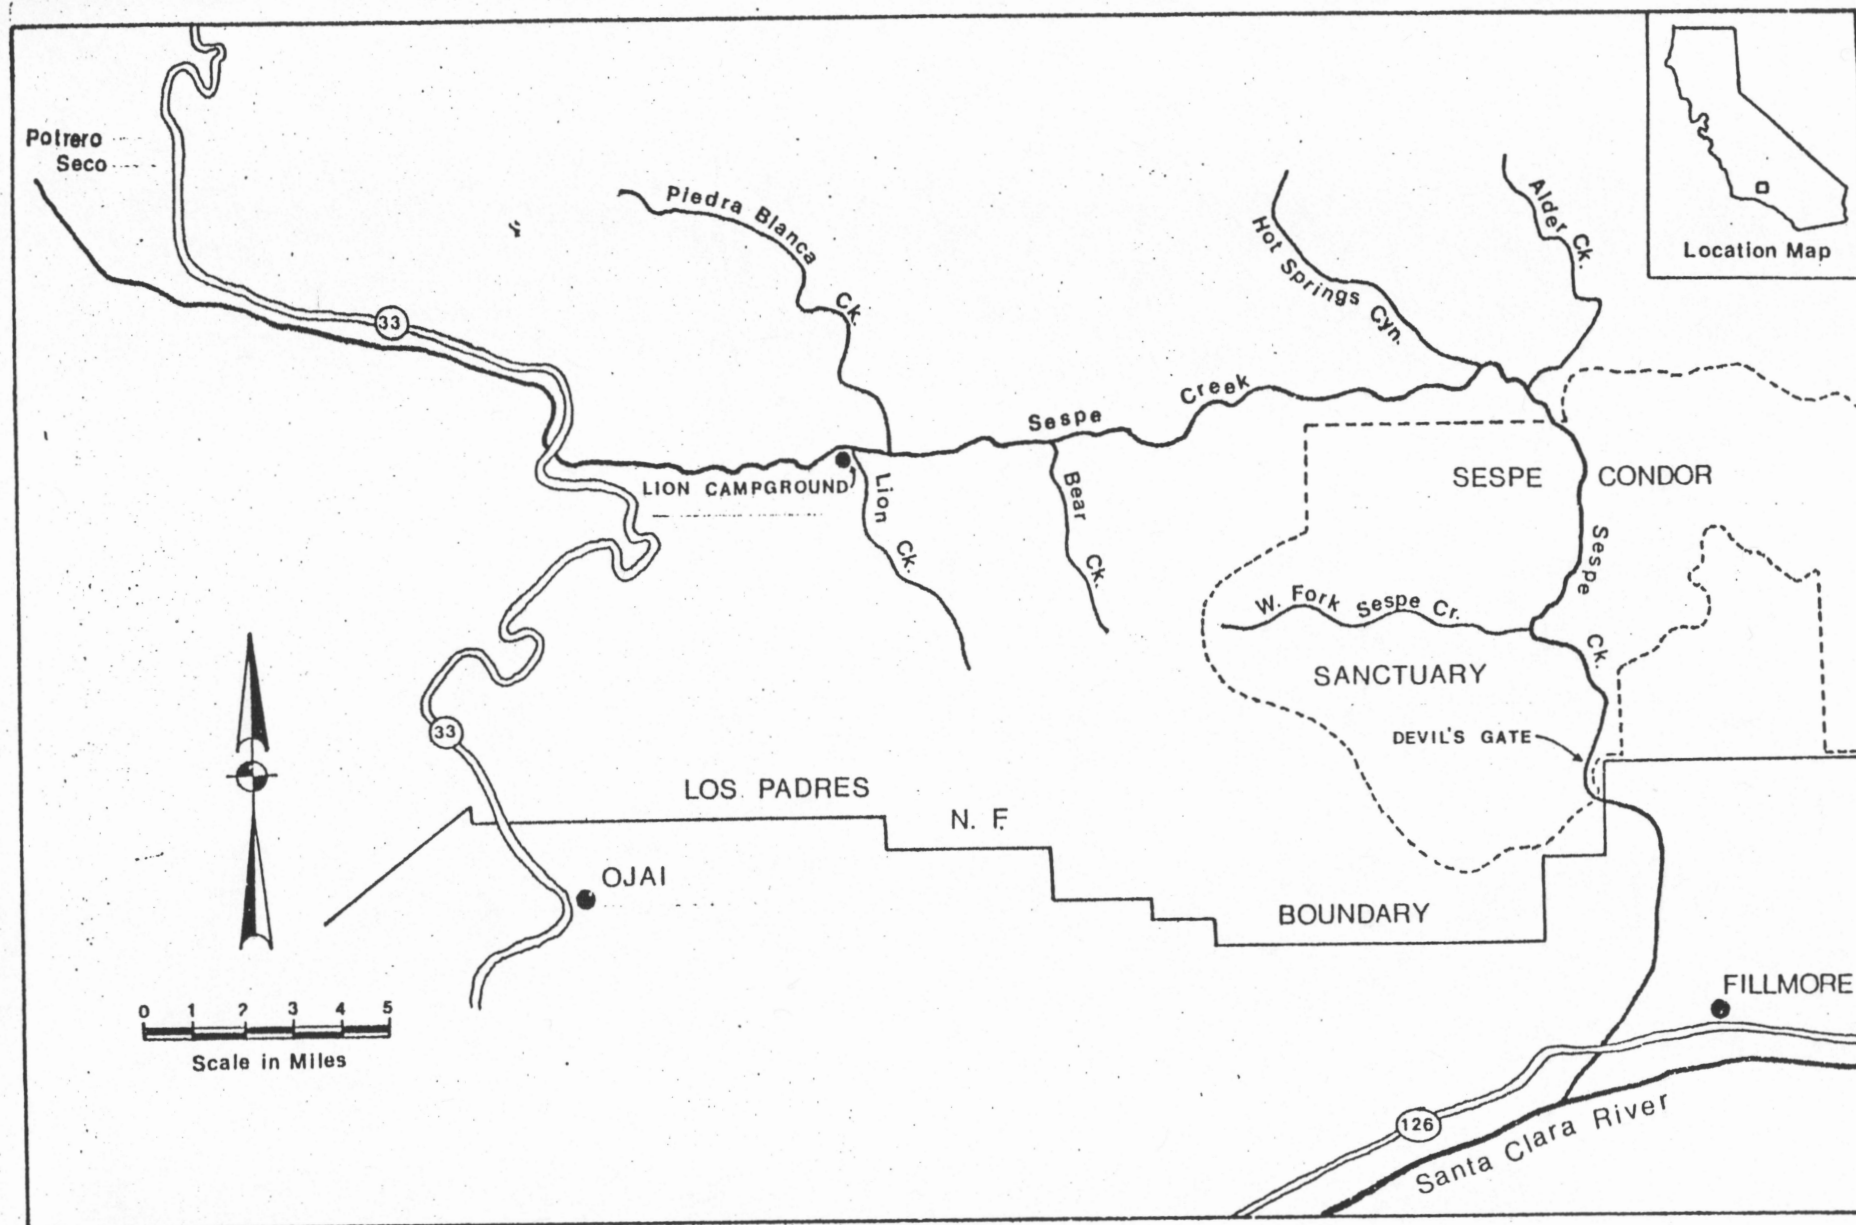 Potrero
Seco
33
Piedra Blanca Ck.
Hot Springs Cyn.
Alder Ck.
Location Map
Sespe Creek
LION CAMPGROUND
Lion Ck.
Bear Ck.
SESPE CONDOR
Sespe Ck.
W. Fork Sespe Cr.
SANCTUARY
DEVIL'S GATE
33
LOS PADRES
N. F.
BOUNDARY
OJAI
FILLMORE
0 1 2 3 4 5
Scale in Miles
126
Santa Clara River